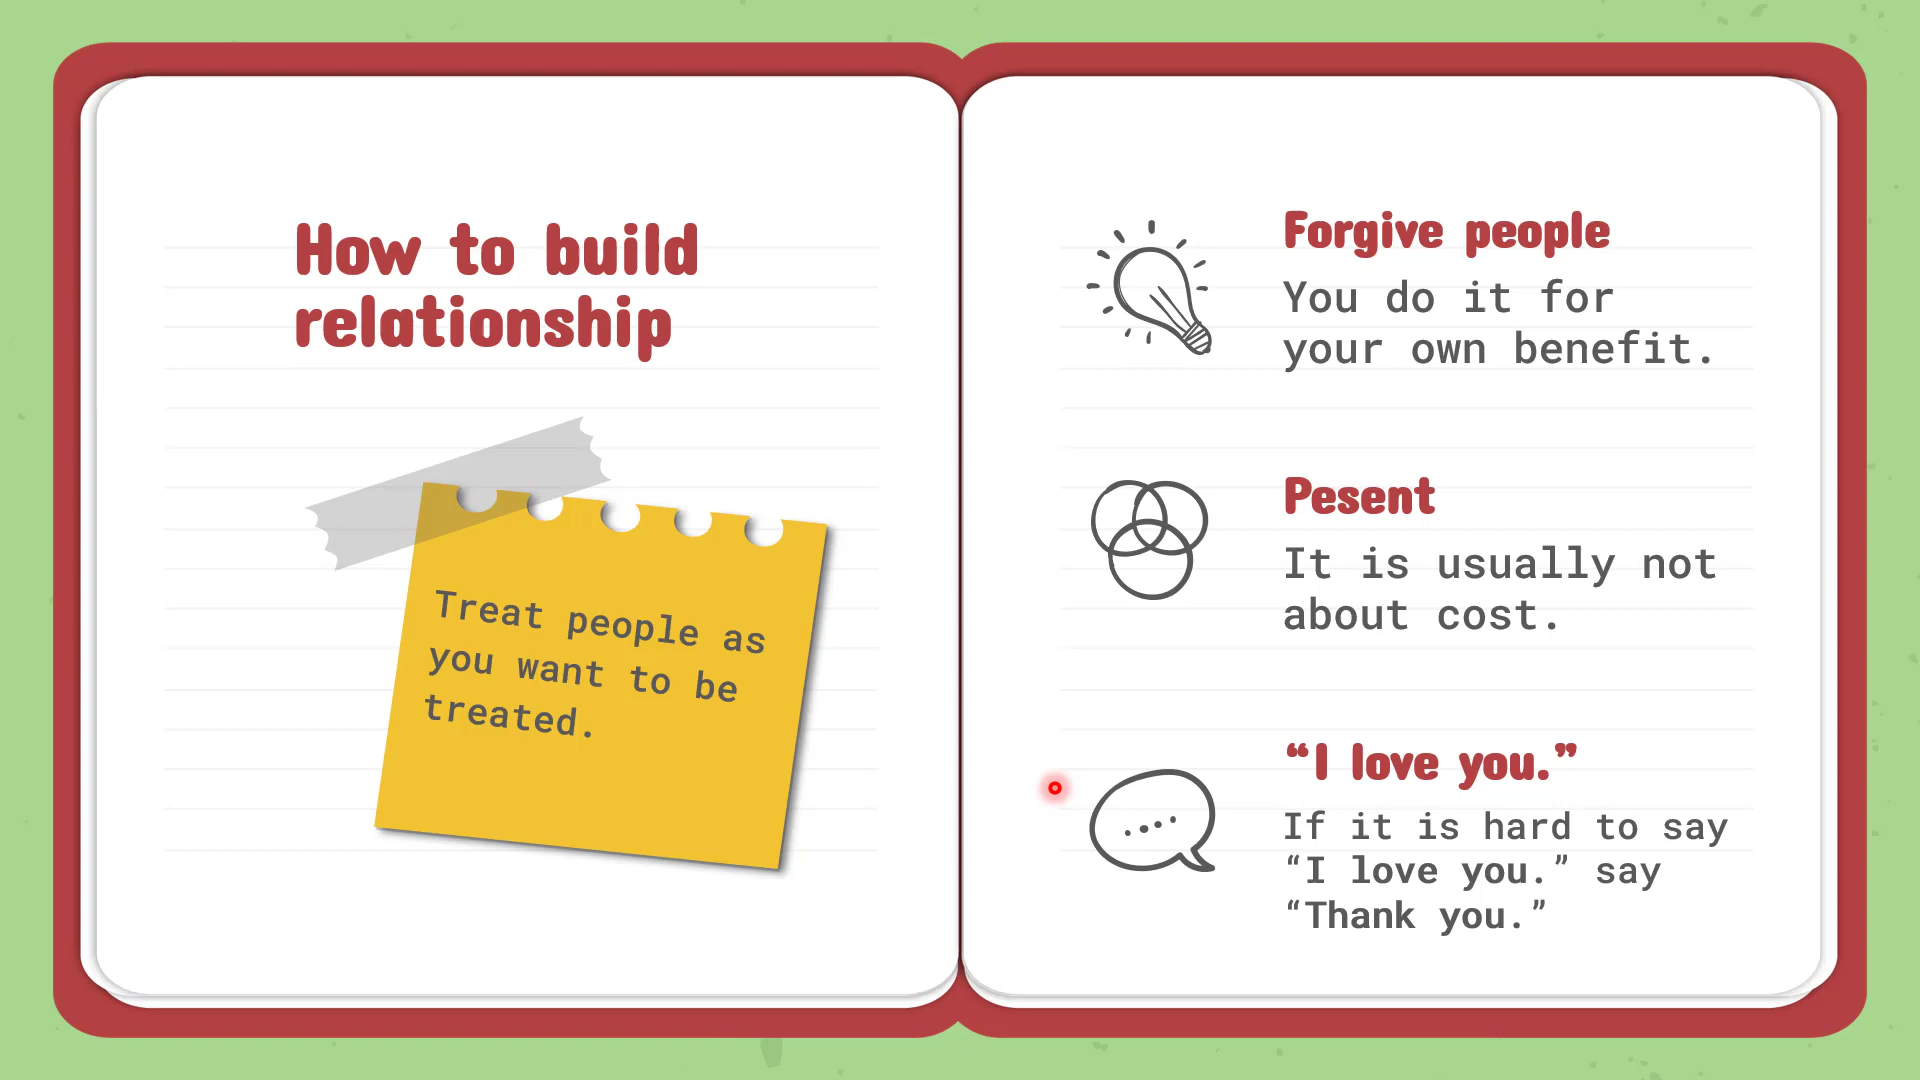 How to build
relationship
Treat people as
you want to be
treated.
Forgive people
You do it for
your own benefit.
Pesent
It is usually not
about cost.
“I love you.”
If it is hard to say
“I love you.” say
“Thank you.”